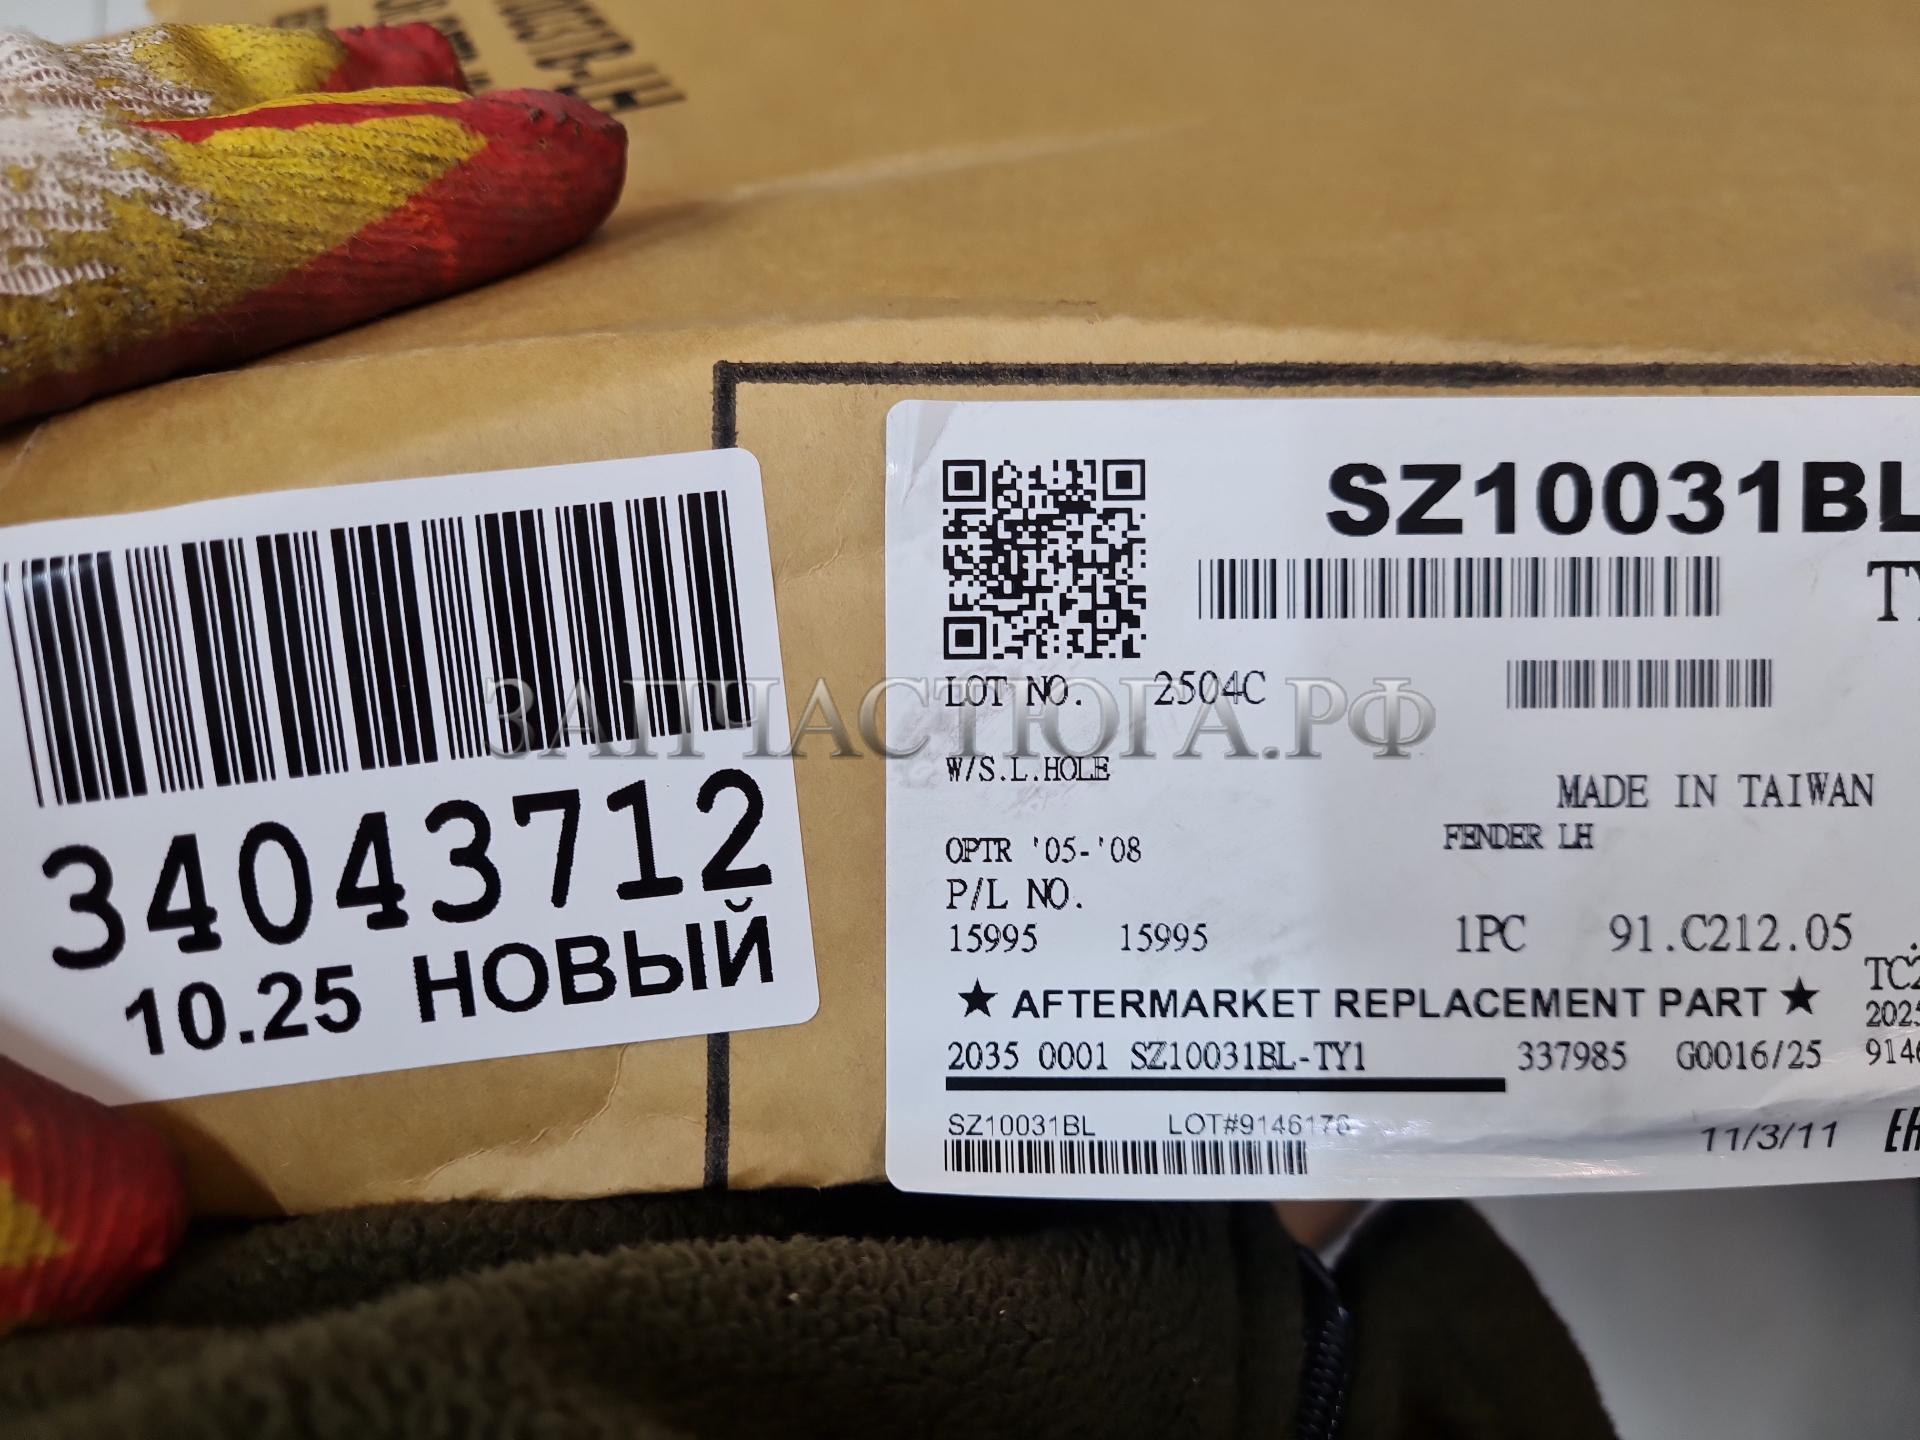 34043712
10.25 НОВЫЙ
SZ10031BL
LOT NO. 2504C
W/S.L.HOLE
MADE IN TAIWAN
FENDER LH
OPTR '05-'08
P/L NO.
15995 15995 1PC 91.C212.05
★ AFTERMARKET REPLACEMENT PART ★
2035 0001 SZ10031BL-TY1 337985 G0016/25
SZ10031BL LOT#9146176
11/3/11
ЗАПЧАСТЮГА.РФ